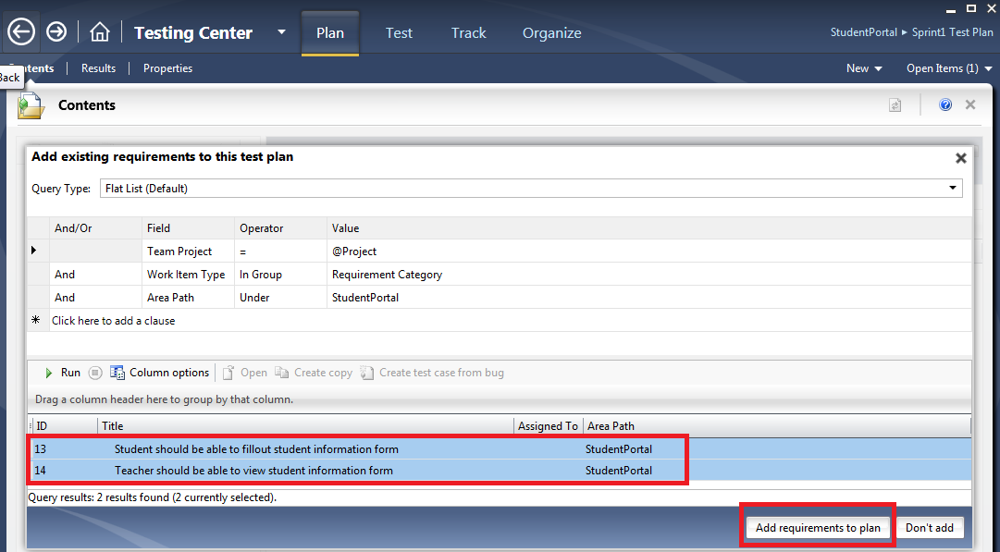 Testing Center Plan Test Track Organize StudentPortal ▸ Sprint1 Test Plan
ntents | Results | Properties New Open Items (1)
Back
Contents
Add existing requirements to this test plan
Query Type: Flat List (Default)
And/Or Field Operator Value
Team Project = @Project
And Work Item Type In Group Requirement Category
And Area Path Under StudentPortal
* Click here to add a clause
Run Column options Open Create copy Create test case from bug
Drag a column header here to group by that column.
ID Title Assigned To Area Path
13 Student should be able to fillout student information form StudentPortal
14 Teacher should be able to view student information form StudentPortal
Query results: 2 results found (2 currently selected).
Add requirements to plan Don't add